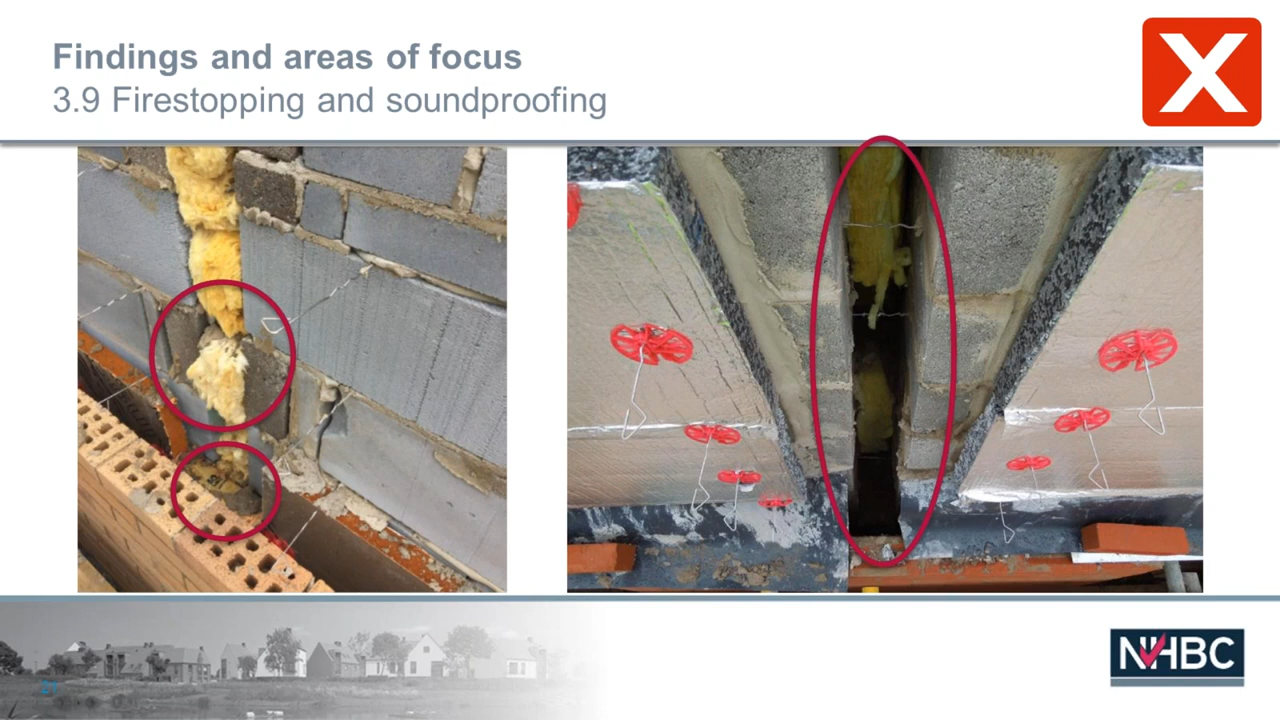 Findings and areas of focus
3.9 Firestopping and soundproofing
X
NHBC